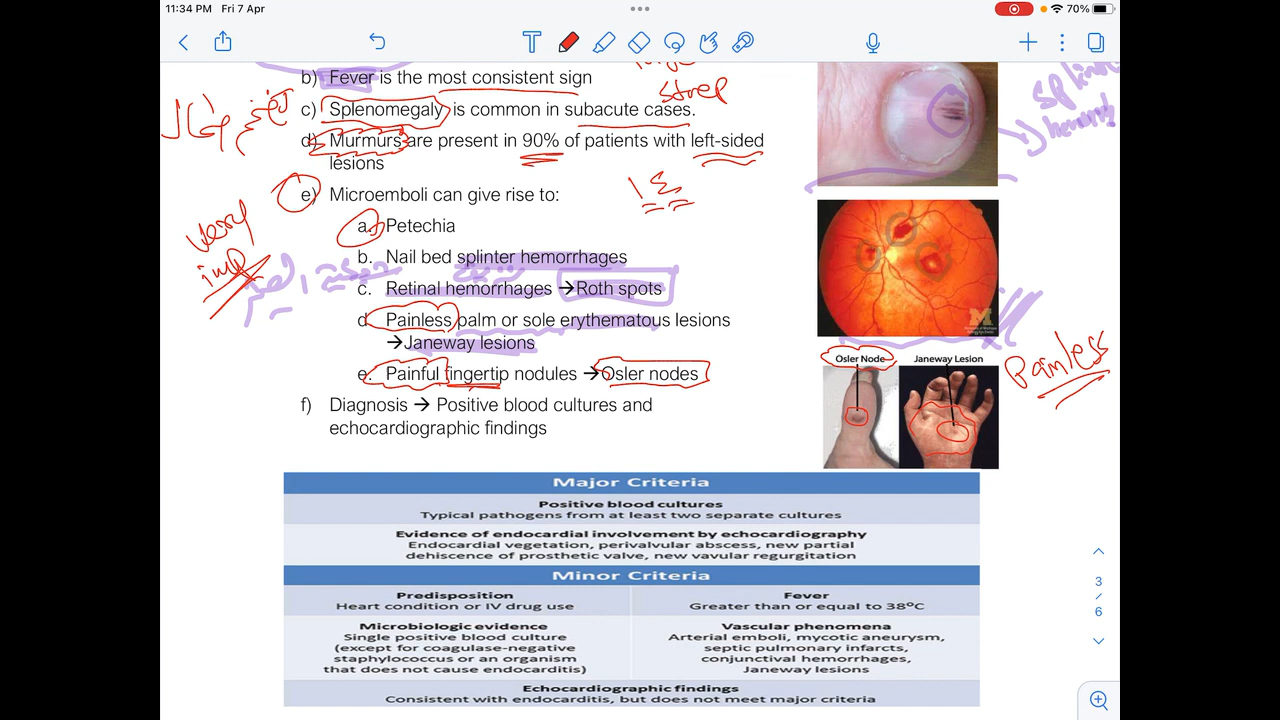 11:34 PM Fri 7 Apr
70%
b) Fever is the most consistent sign
strep
c) Splenomegaly is common in subacute cases.
d) Murmurs are present in 90% of patients with left-sided
lesions
e) Microemboli can give rise to:
very
imp
a. Petechia
b. Nail bed splinter hemorrhages
c. Retinal hemorrhages → Roth spots
d. Painless palm or sole erythematous lesions
→ Janeway lesions
e. Painful fingertip nodules → Osler nodes
f) Diagnosis → Positive blood cultures and
echocardiographic findings
Osler Node Janeway Lesion
Painless
Major Criteria
Positive blood cultures
Typical pathogens from at least two separate cultures
Evidence of endocardial involvement by echocardiography
Endocardial vegetation, perivalvular abscess, new partial
dehiscence of prosthetic valve, new vavular regurgitation
Minor Criteria
Predisposition
Heart condition or IV drug use
Fever
Greater than or equal to 38°C
Microbiologic evidence
Single positive blood culture
(except for coagulase-negative
staphylococcus or an organism
that does not cause endocarditis)
Vascular phenomena
Arterial emboli, mycotic aneurysm,
septic pulmonary infarcts,
conjunctival hemorrhages,
Janeway lesions
Echocardiographic findings
Consistent with endocarditis, but does not meet major criteria
3
/
6